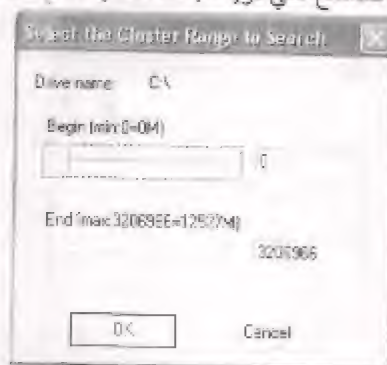 Select the Cluster Range to Search
Drive name: C:\
Begin (min:0=0M)
0
End (max:3206966=12527M)
3206966
OK
Cancel